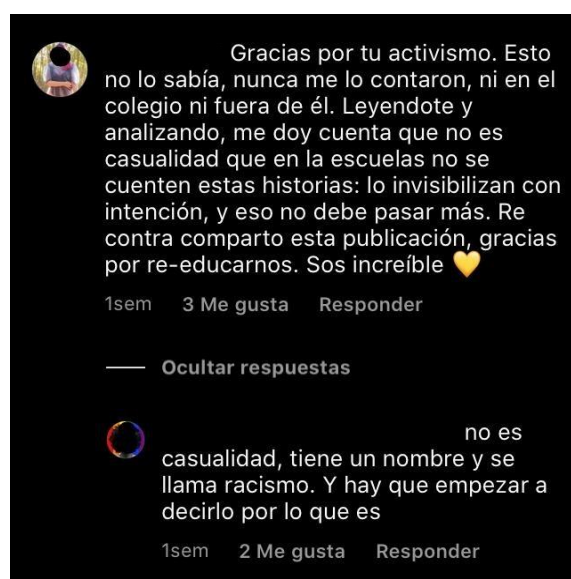 Gracias por tu activismo. Esto
no lo sabía, nunca me lo contaron, ni en el
colegio ni fuera de él. Leyendote y
analizando, me doy cuenta que no es
casualidad que en la escuelas no se
cuenten estas historias: lo invisibilizan con
intención, y eso no debe pasar más. Re
contra comparto esta publicación, gracias
por re-educarnos. Sos increíble 💛
1sem 3 Me gusta Responder
Ocultar respuestas
no es
casualidad, tiene un nombre y se
llama racismo. Y hay que empezar a
decirlo por lo que es
1sem 2 Me gusta Responder